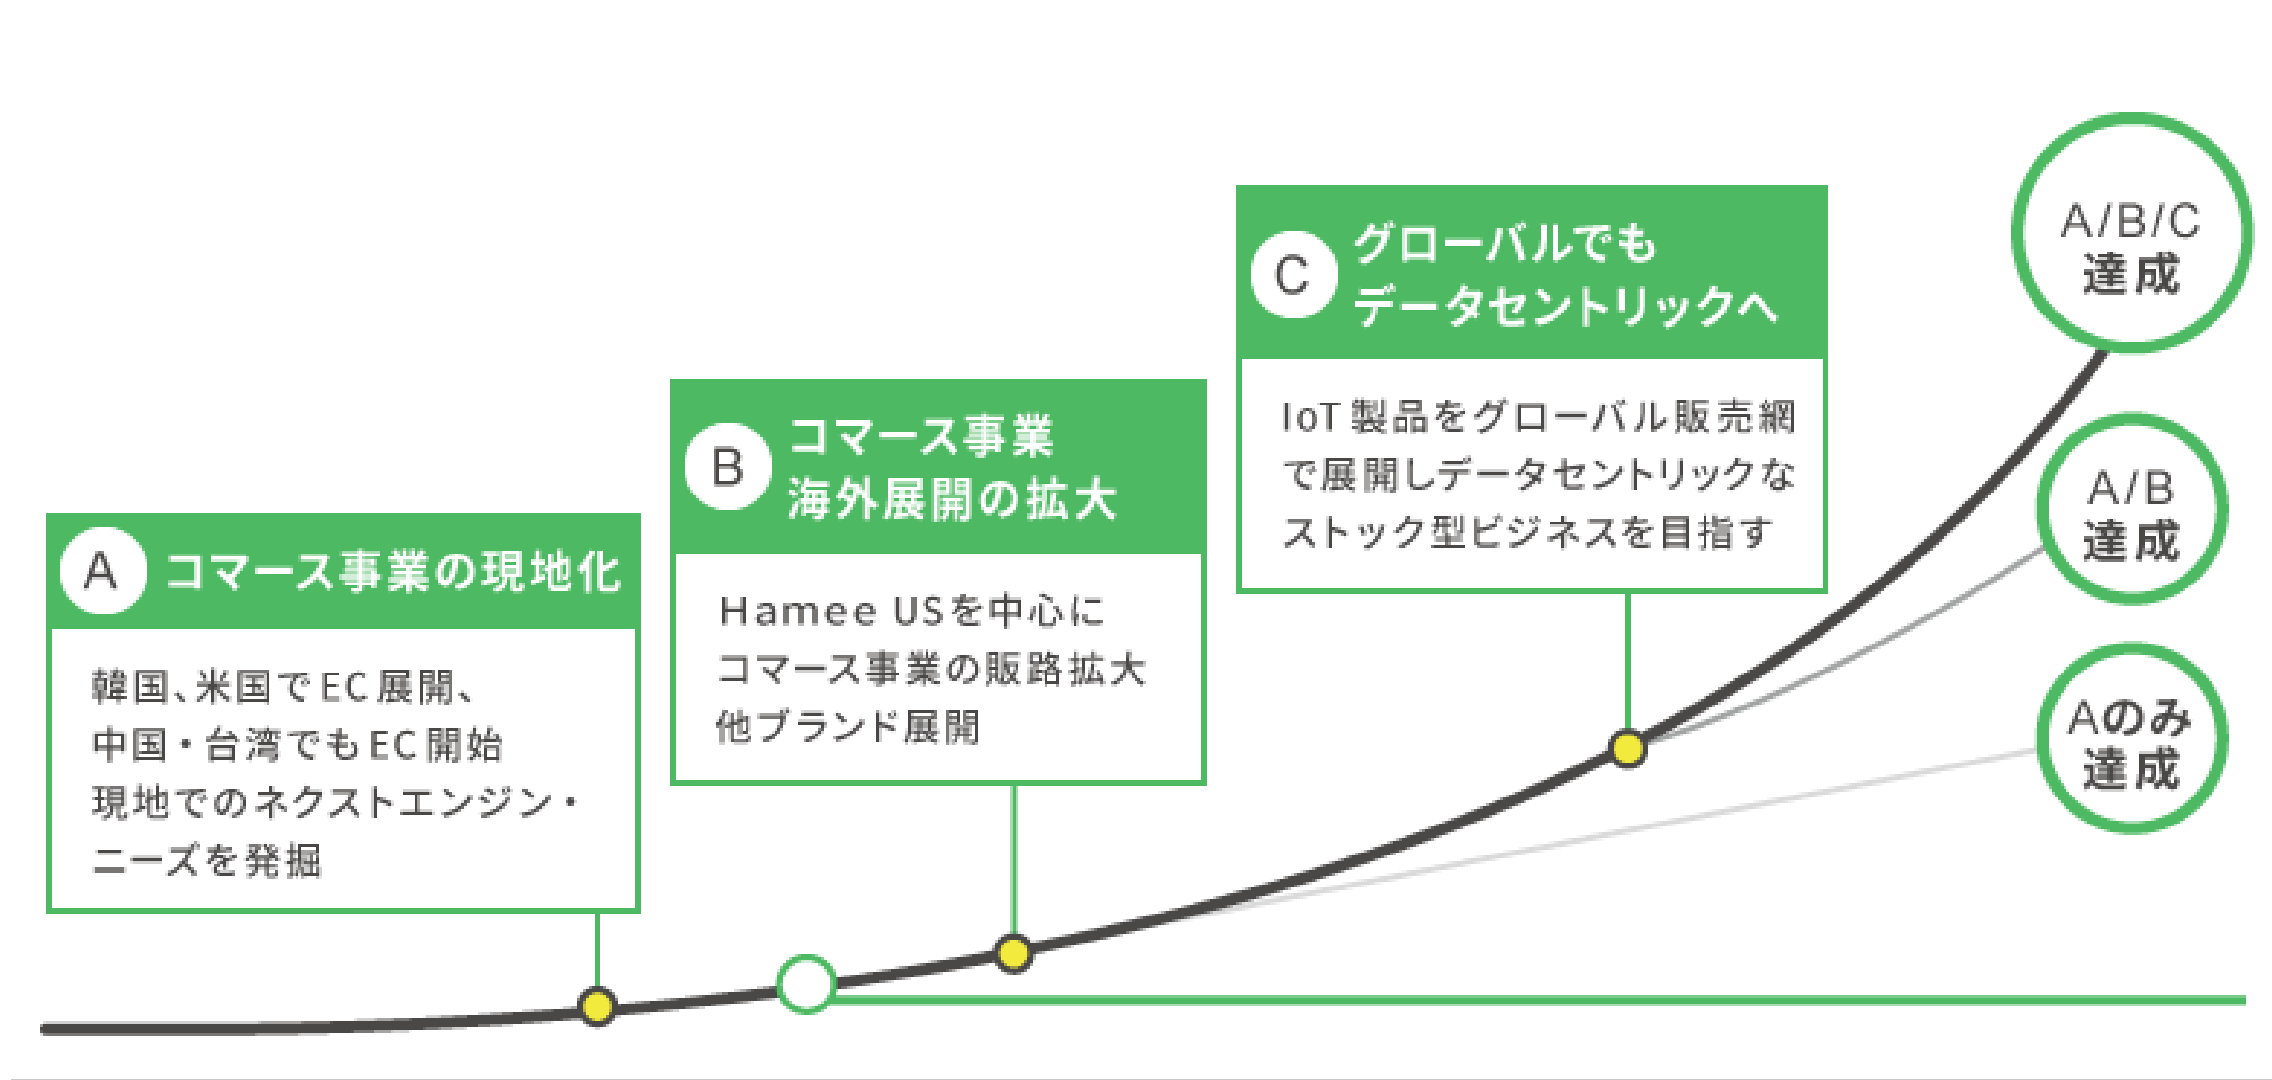 A
コマース事業の現地化
韓国、米国でEC展開、
中国・台湾でもEC開始
現地でのネクストエンジン・
ニーズを発掘
B
コマース事業
海外展開の拡大
Hamee USを中心に
コマース事業の販路拡大
他ブランド展開
C
グローバルでも
データセントリックへ
IoT製品をグローバル販売網
で展開しデータセントリックな
ストック型ビジネスを目指す
A/B/C
達成
A/B
達成
Aのみ
達成